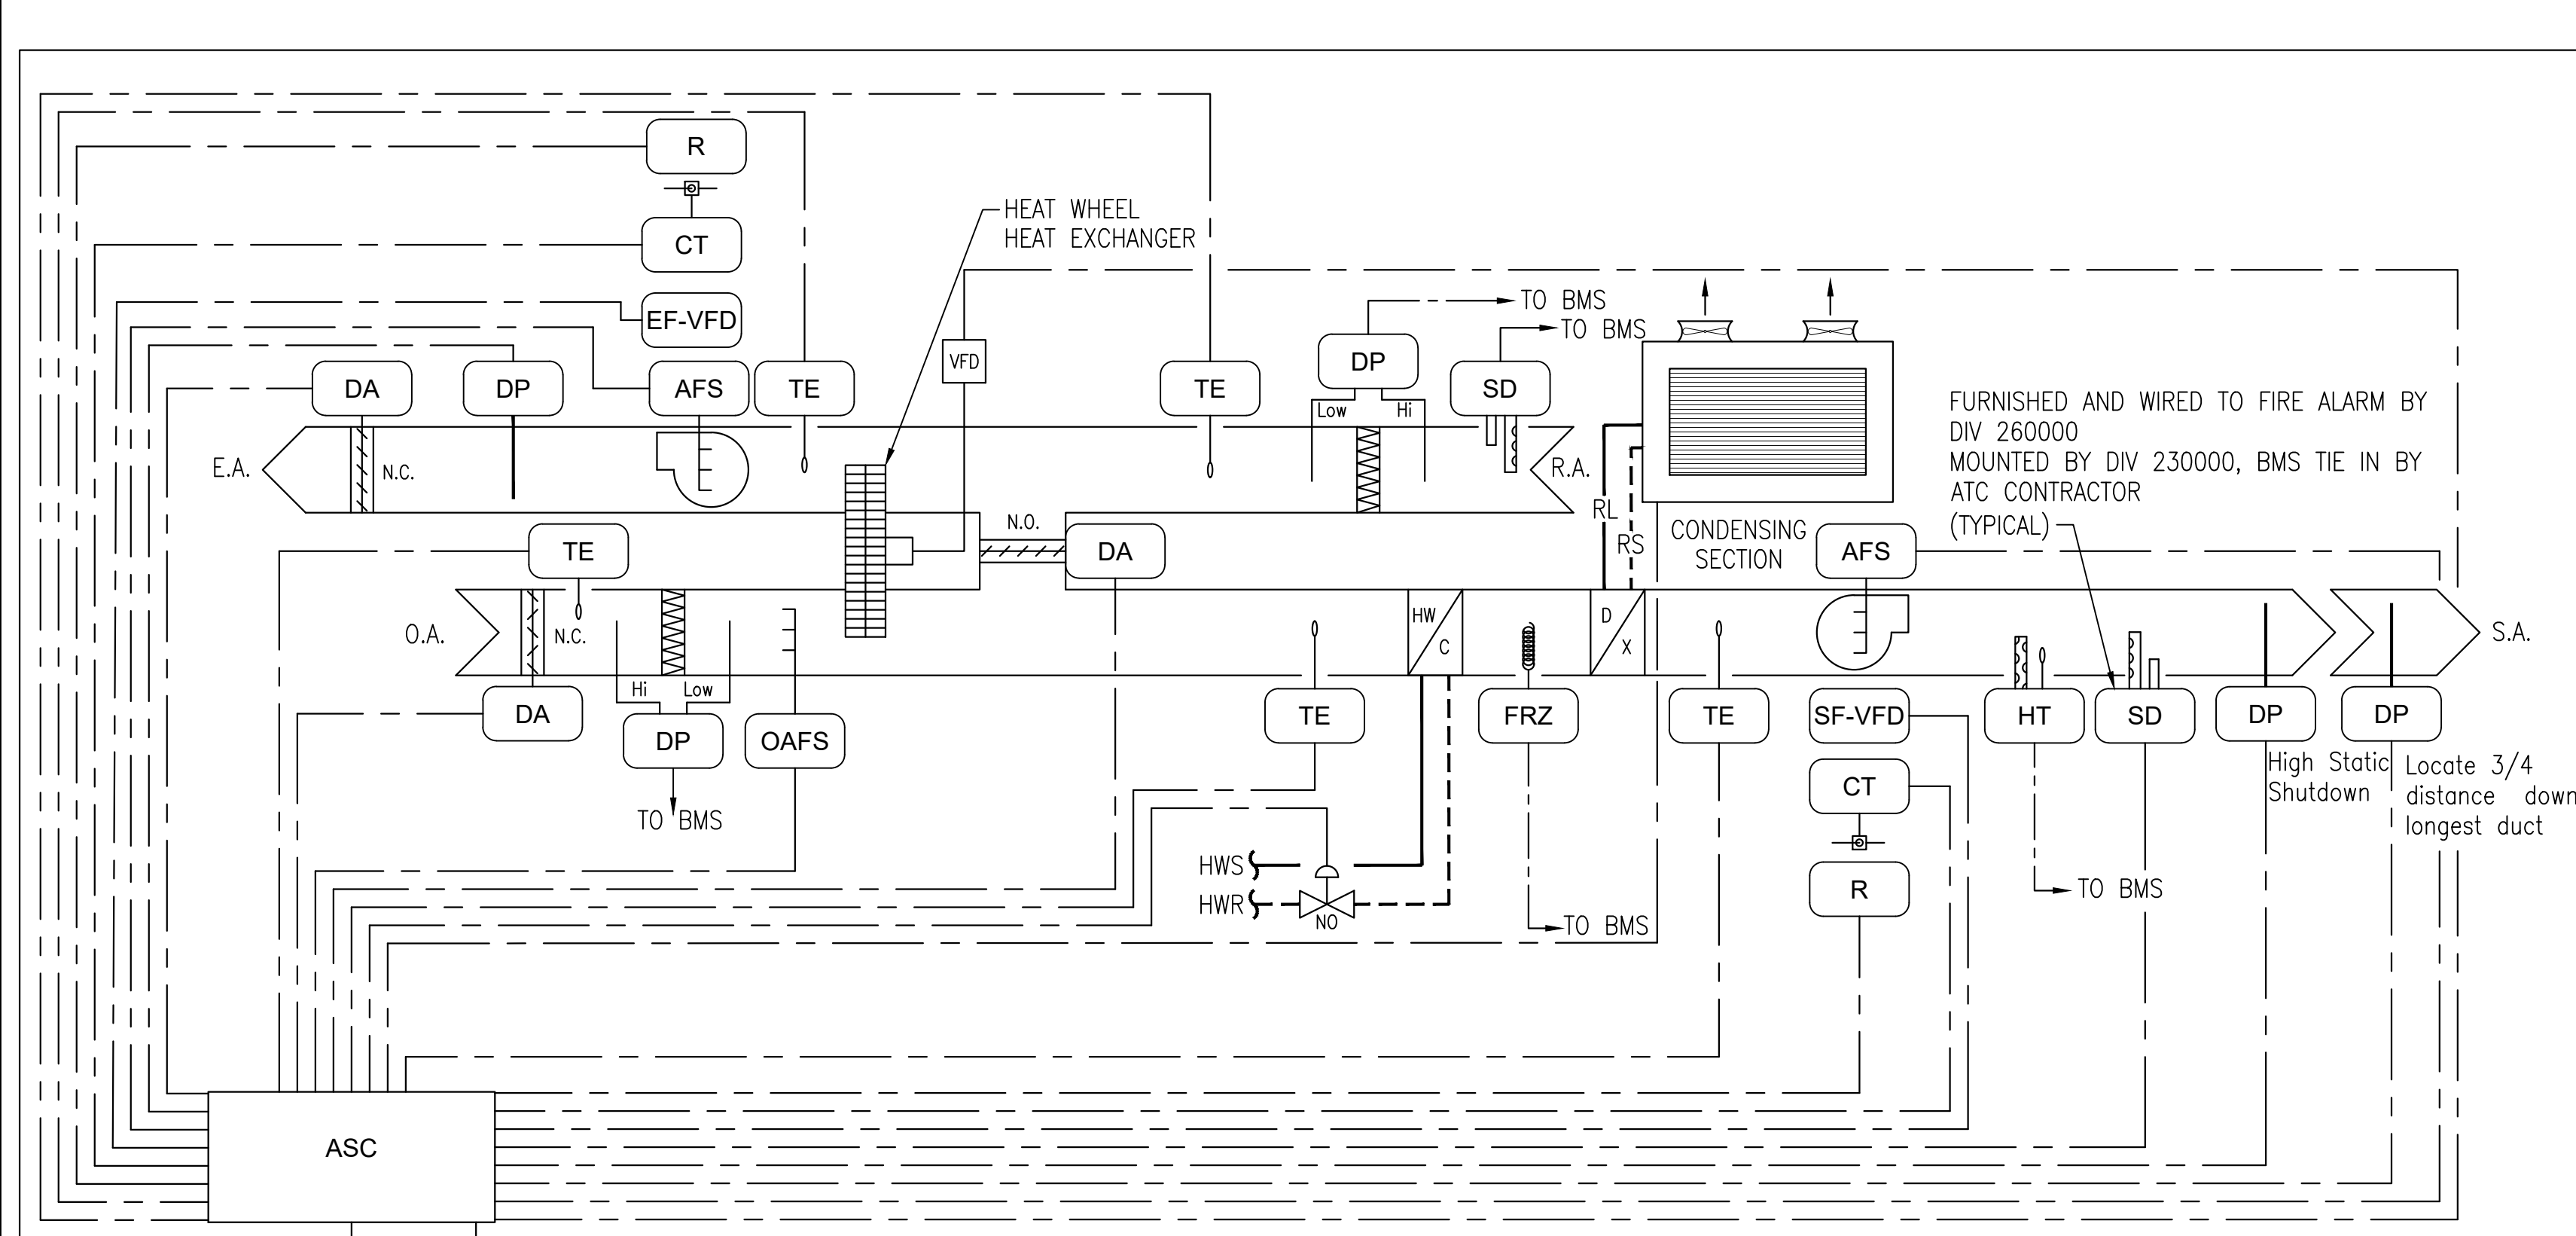 R
CT
HEAT WHEEL
HEAT EXCHANGER
EF-VFD
TO BMS
TO BMS
VFD
DP
DA
DP
AFS
TE
TE
SD
Low
Hi
FURNISHED AND WIRED TO FIRE ALARM BY
DIV 260000
MOUNTED BY DIV 230000, BMS TIE IN BY
ATC CONTRACTOR
(TYPICAL)
E.A.
N.C.
R.A.
RL
RS
N.O.
CONDENSING
SECTION
TE
DA
AFS
O.A.
N.C.
HW
C
D
X
S.A.
Hi
Low
DA
DP
OAFS
TE
FRZ
TE
SF-VFD
HT
SD
DP
DP
High Static
Shutdown
Locate 3/4
distance down
longest duct
CT
TO BMS
HWS
HWR
NO
R
TO BMS
TO BMS
ASC